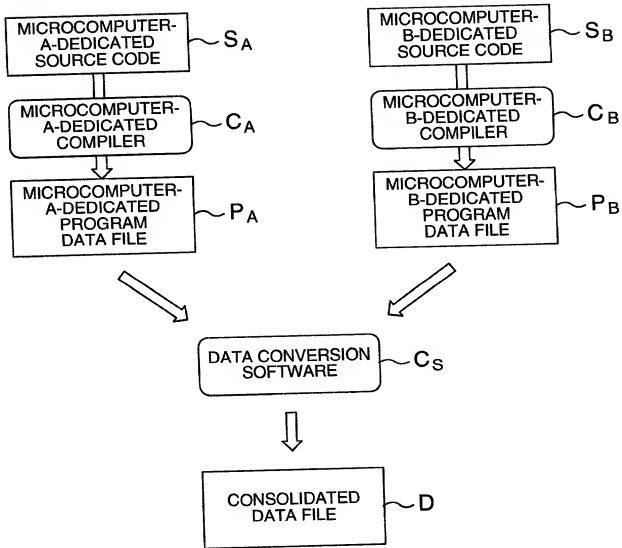 MICROCOMPUTER-
A-DEDICATED
SOURCE CODE
SA
MICROCOMPUTER-
B-DEDICATED
SOURCE CODE
SB
MICROCOMPUTER-
A-DEDICATED
COMPILER
CA
MICROCOMPUTER-
B-DEDICATED
COMPILER
CB
MICROCOMPUTER-
A-DEDICATED
PROGRAM
DATA FILE
PA
MICROCOMPUTER-
B-DEDICATED
PROGRAM
DATA FILE
PB
DATA CONVERSION
SOFTWARE
CS
CONSOLIDATED
DATA FILE
D